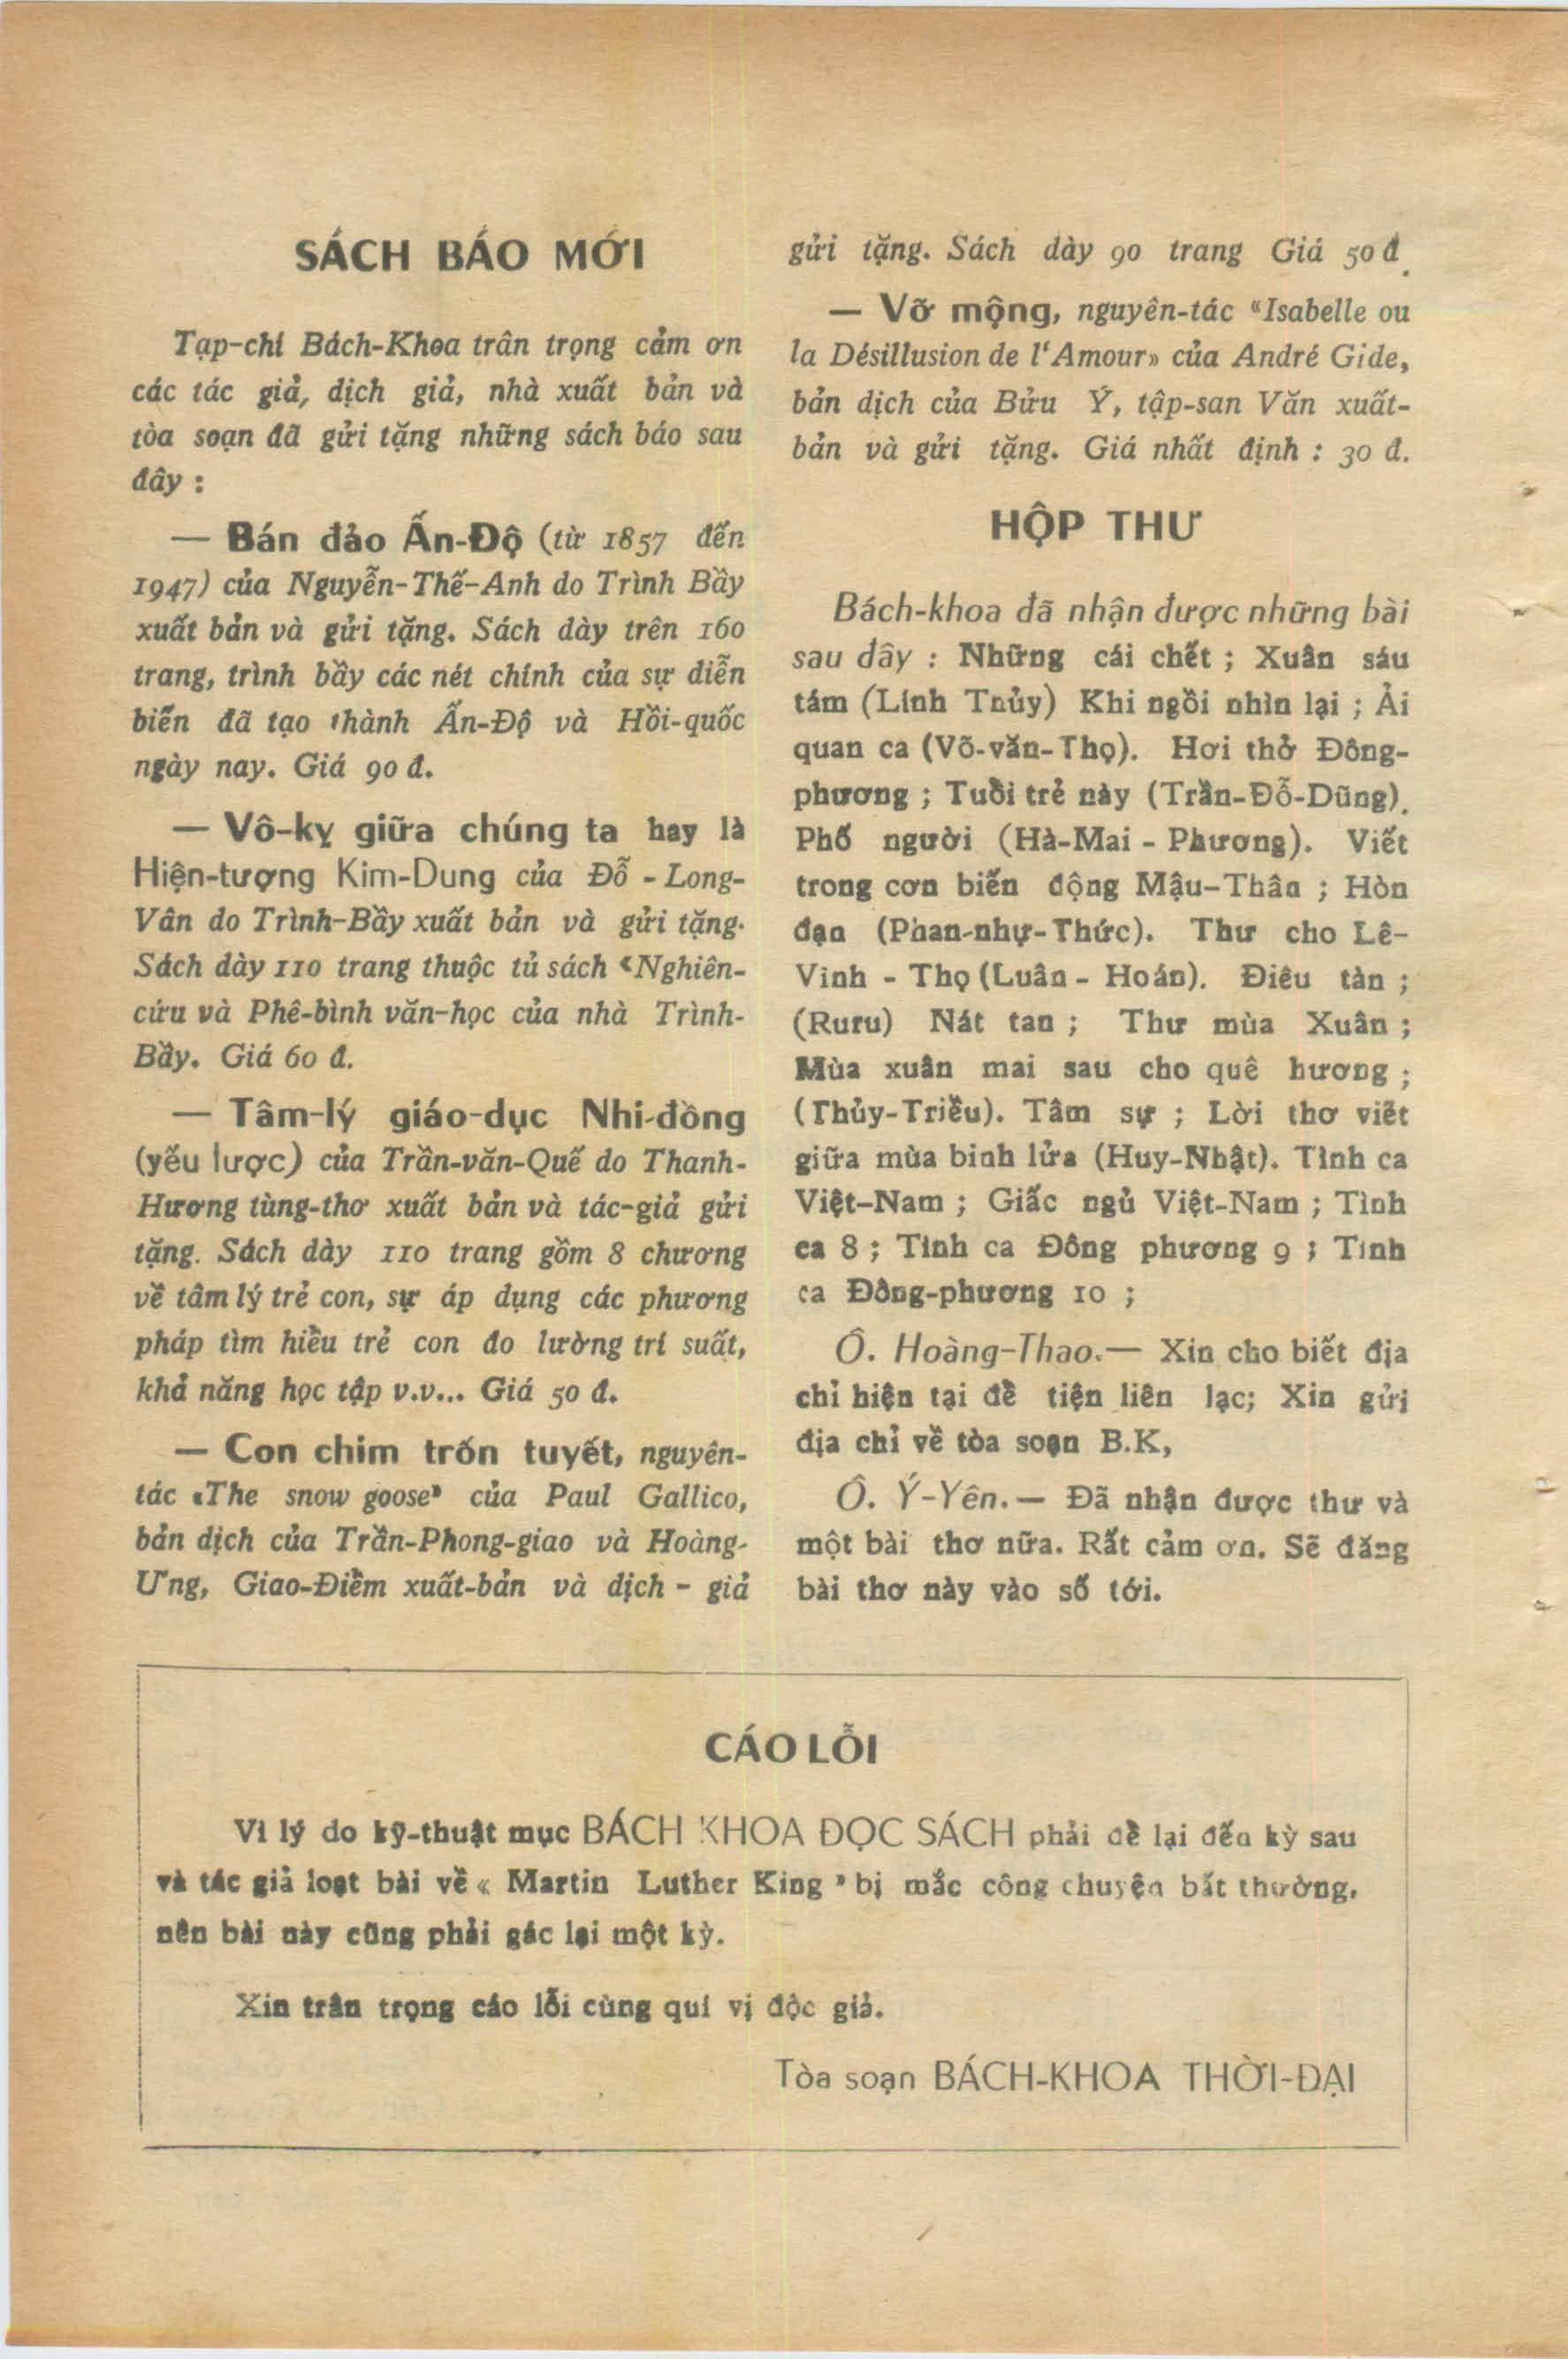 SÁCH BÁO MỚI
Tạp-chí Bách-Khoa trân trọng cảm ơn
các tác giả, dịch giả, nhà xuất bản và
tòa soạn đã gửi tặng những sách báo sau
đây :
— Bán đảo Ấn-Độ (từ 1857 đến
1947) của Nguyễn-Thế-Anh do Trình Bầy
xuất bản và gửi tặng. Sách dày trên 160
trang, trình bầy các nét chính của sự diễn
biến đã tạo thành Ấn-Độ và Hồi-quốc
ngày nay. Giá 90 đ.
— Vô-kỵ giữa chúng ta hay là
Hiện-tượng Kim-Dung của Đỗ - Long-
Vân do Trình-Bầy xuất bản và gửi tặng.
Sách dày 110 trang thuộc tủ sách «Nghiên-
cứu và Phê-bình văn-học của nhà Trình-
Bầy. Giá 60 đ.
— Tâm-lý giáo-dục Nhi-đồng
(yếu lược) của Trần-văn-Quế do Thanh-
Hương tùng-thơ xuất bản và tác-giả gửi
tặng. Sách dày 110 trang gồm 8 chương
về tâm lý trẻ con, sự áp dụng các phương
pháp tìm hiểu trẻ con đo lường trí suất,
khả năng học tập v.v... Giá 50 đ.
— Con chim trốn tuyết, nguyên-
tác «The snow goose» của Paul Gallico,
bản dịch của Trần-Phong-giao và Hoàng-
Ưng, Giao-Điểm xuất-bản và dịch - giả
gửi tặng. Sách dày 90 trang Giá 50 đ.
— Vỡ mộng, nguyên-tác “Isabelle ou
la Désillusion de l‘Amour» của André Gide,
bản dịch của Bửu Ý, tập-san Văn xuất-
bản và gửi tặng. Giá nhất định : 30 đ.
HỘP THƯ
Bách-khoa đã nhận được những bài
sau đây : Những cái chết ; Xuân sáu
tám (Linh Thủy) Khi ngồi nhìn lại ; Ải
quan ca (Võ-văn-Thọ). Hơi thở Đông-
phương ; Tuổi trẻ này (Trần-Đỗ-Dũng).
Phố người (Hà-Mai - Phương). Viết
trong cơn biến động Mậu-Thân ; Hòn
đạn (Phan-nhự-Thức). Thư cho Lê-
Vinh - Thọ (Luân - Hoán). Điêu tàn ;
(Ruru) Nát tan ; Thư mùa Xuân ;
Mùa xuân mai sau cho quê hương ;
(Thủy-Triều). Tâm sự ; Lời thơ viết
giữa mùa binh lửa (Huy-Nhật). Tình ca
Việt-Nam ; Giấc ngủ Việt-Nam ; Tình
ca 8 ; Tình ca Đông phương 9 ; Tình
ca Đông-phương 10 ;
Ô. Hoàng-Thao.— Xin cho biết địa
chỉ hiện tại để tiện liên lạc; Xin gửi
địa chỉ về tòa soạn B.K,
Ô. Ý-Yên.— Đã nhận được thư và
một bài thơ nữa. Rất cảm ơn. Sẽ đăng
bài thơ này vào số tới.
CÁO LỖI
Vì lý do kỹ-thuật mục BÁCH KHOA ĐỌC SÁCH phải để lại đến kỳ sau
và tác giả loạt bài về « Martin Luther King » bị mắc công chuyện bất thường,
nên bài này cũng phải gác lại một kỳ.
Xin trân trọng cáo lỗi cùng quí vị độc giả.
Tòa soạn BÁCH-KHOA THỜI-ĐẠI